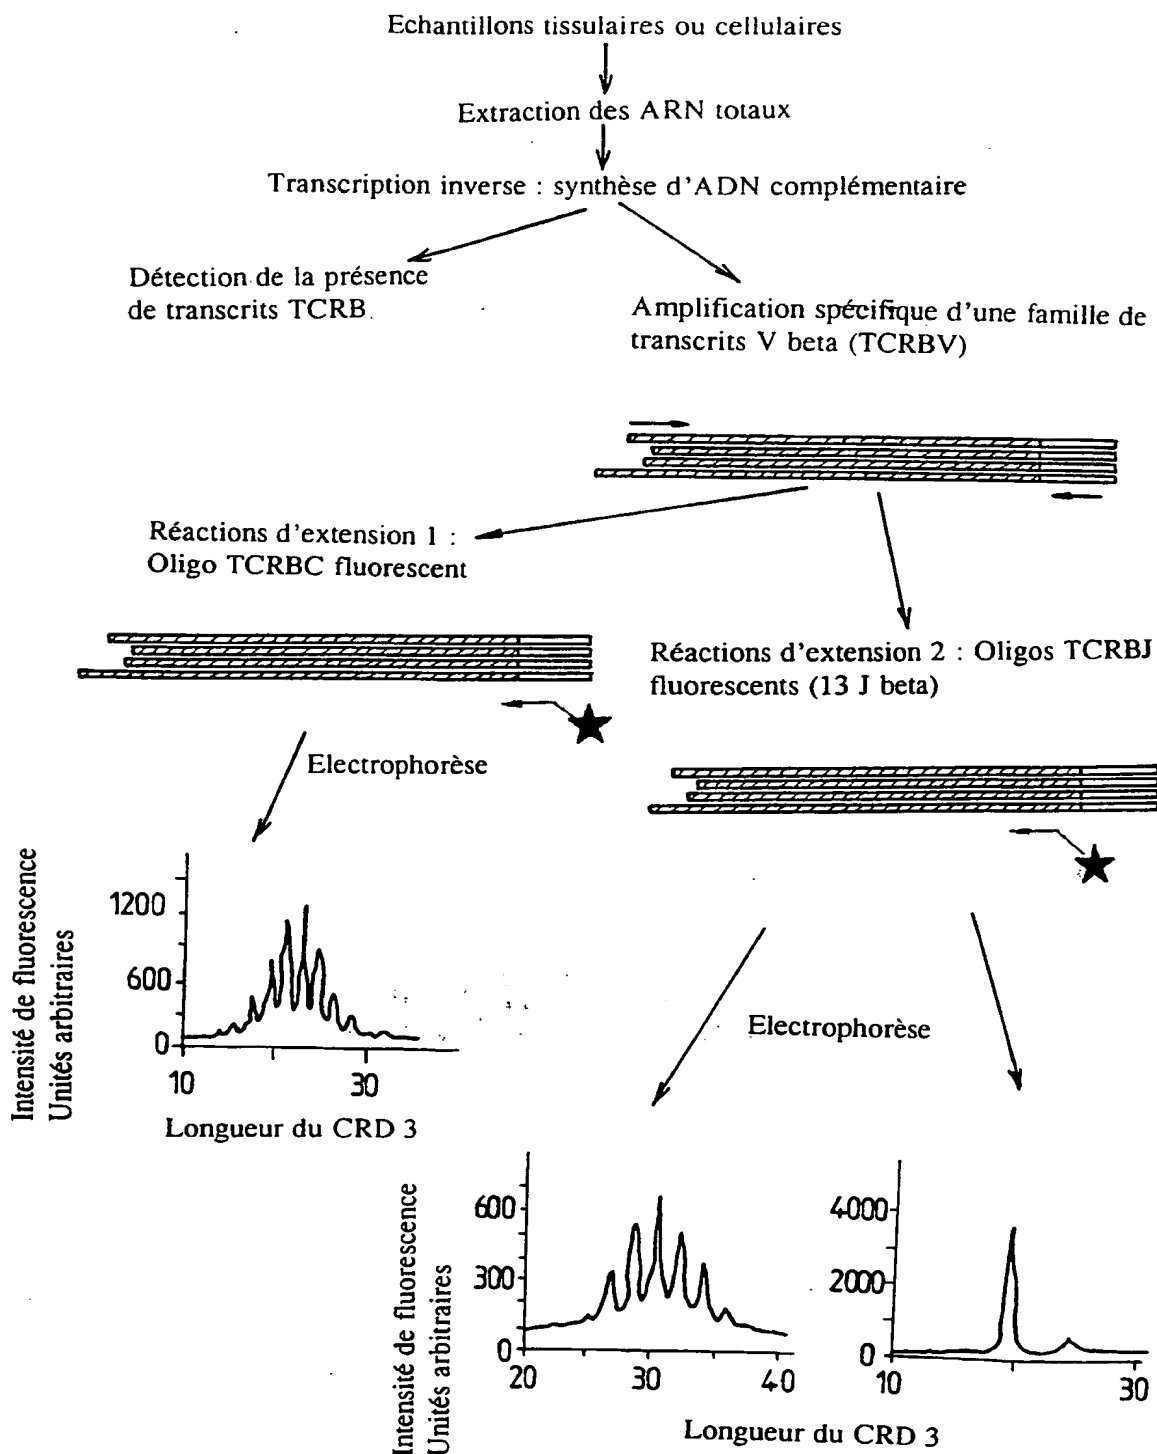 Echantillons tissulaires ou cellulaires
Extraction des ARN totaux
Transcription inverse : synthèse d'ADN complémentaire
Détection de la présence
de transcrits TCRB
Amplification spécifique d'une famille de
transcrits V beta (TCRBV)
Réactions d'extension 1 :
Oligo TCRBC fluorescent
Réactions d'extension 2 : Oligos TCRBJ
fluorescents (13 J beta)
Electrophorèse
Intensité de fluorescence
Unités arbitraires
1200
600
0
10
30
Longueur du CRD 3
Electrophorèse
Intensité de fluorescence
Unités arbitraires
600
300
0
20
30
40
4000
2000
0
10
30
Longueur du CRD 3